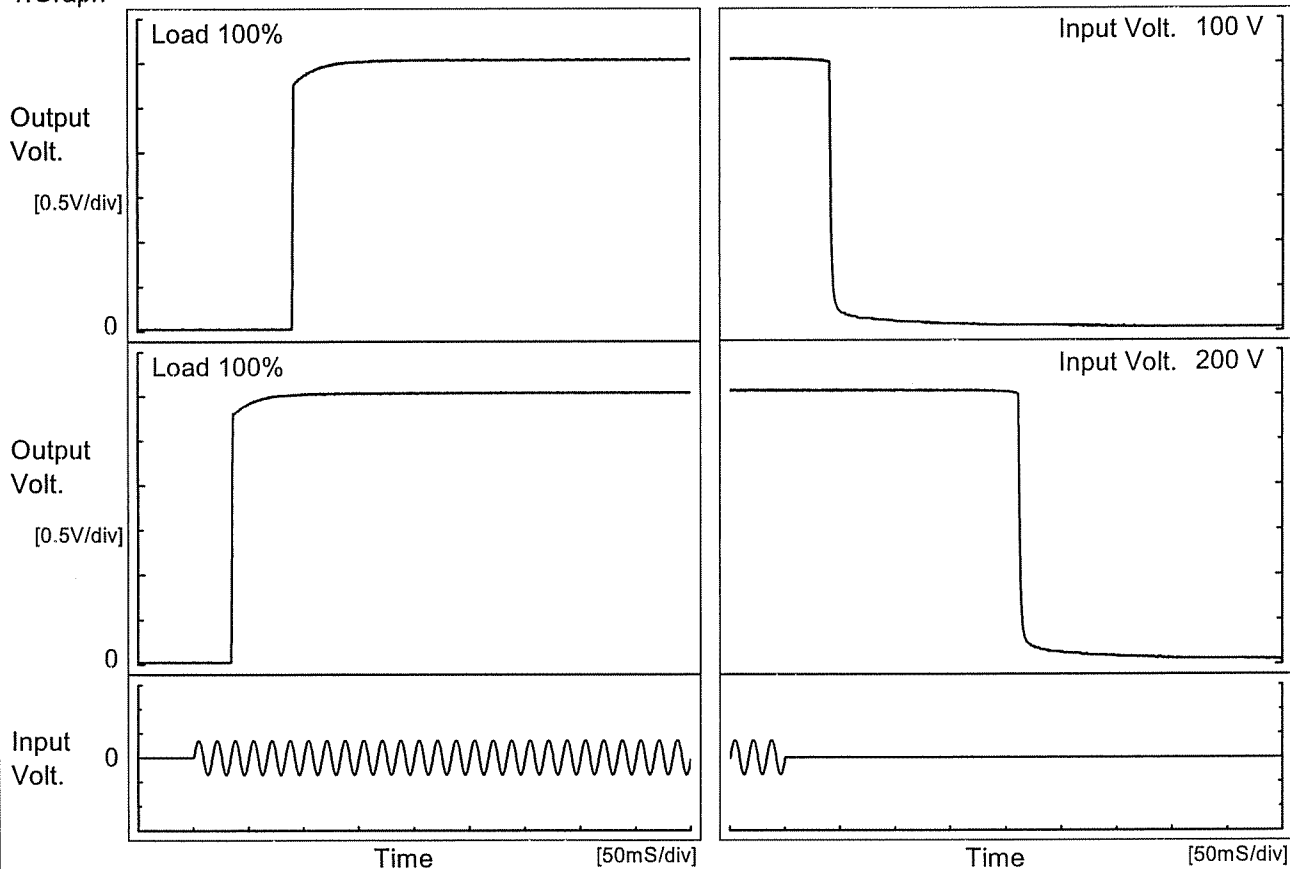 Load 100%
Input Volt. 100 V
Output
Volt.
[0.5V/div]
0
Load 100%
Input Volt. 200 V
Output
Volt.
[0.5V/div]
0
Input
Volt.
0
Time
[50mS/div]
Time
[50mS/div]